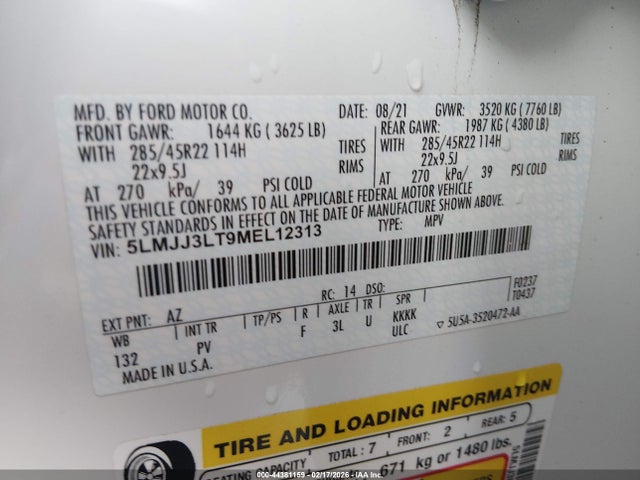 MFD. BY FORD MOTOR CO. DATE: 08/21 GVWR: 3520 KG ( 7760 LB)
FRONT GAWR: 1644 KG ( 3625 LB) REAR GAWR: 1987 KG ( 4380 LB)
WITH 285/45R22 114H TIRES WITH 285/45R22 114H TIRES
22x9.5J RIMS 22x9.5J RIMS
AT 270 kPa/ 39 PSI COLD AT 270 kPa/ 39 PSI COLD
THIS VEHICLE CONFORMS TO ALL APPLICABLE FEDERAL MOTOR VEHICLE
SAFETY STANDARDS IN EFFECT ON THE DATE OF MANUFACTURE SHOWN ABOVE.
VIN: 5LMJJ3LT9MEL12313 TYPE: MPV
F0237
EXT PNT: AZ RC: 14 DSO: T0437
WB INT TR TP/PS R AXLE TR SPR
132 PV F 3L U KKKK
ULC
MADE IN U.S.A. ▽ 5U5A-3520472-AA
TIRE AND LOADING INFORMATION
SEATING CAPACITY TOTAL : 7 FRONT: 2 REAR: 5
671 kg or 1480 lbs.
000-44381169 (02/17/2026) IAAI.COM